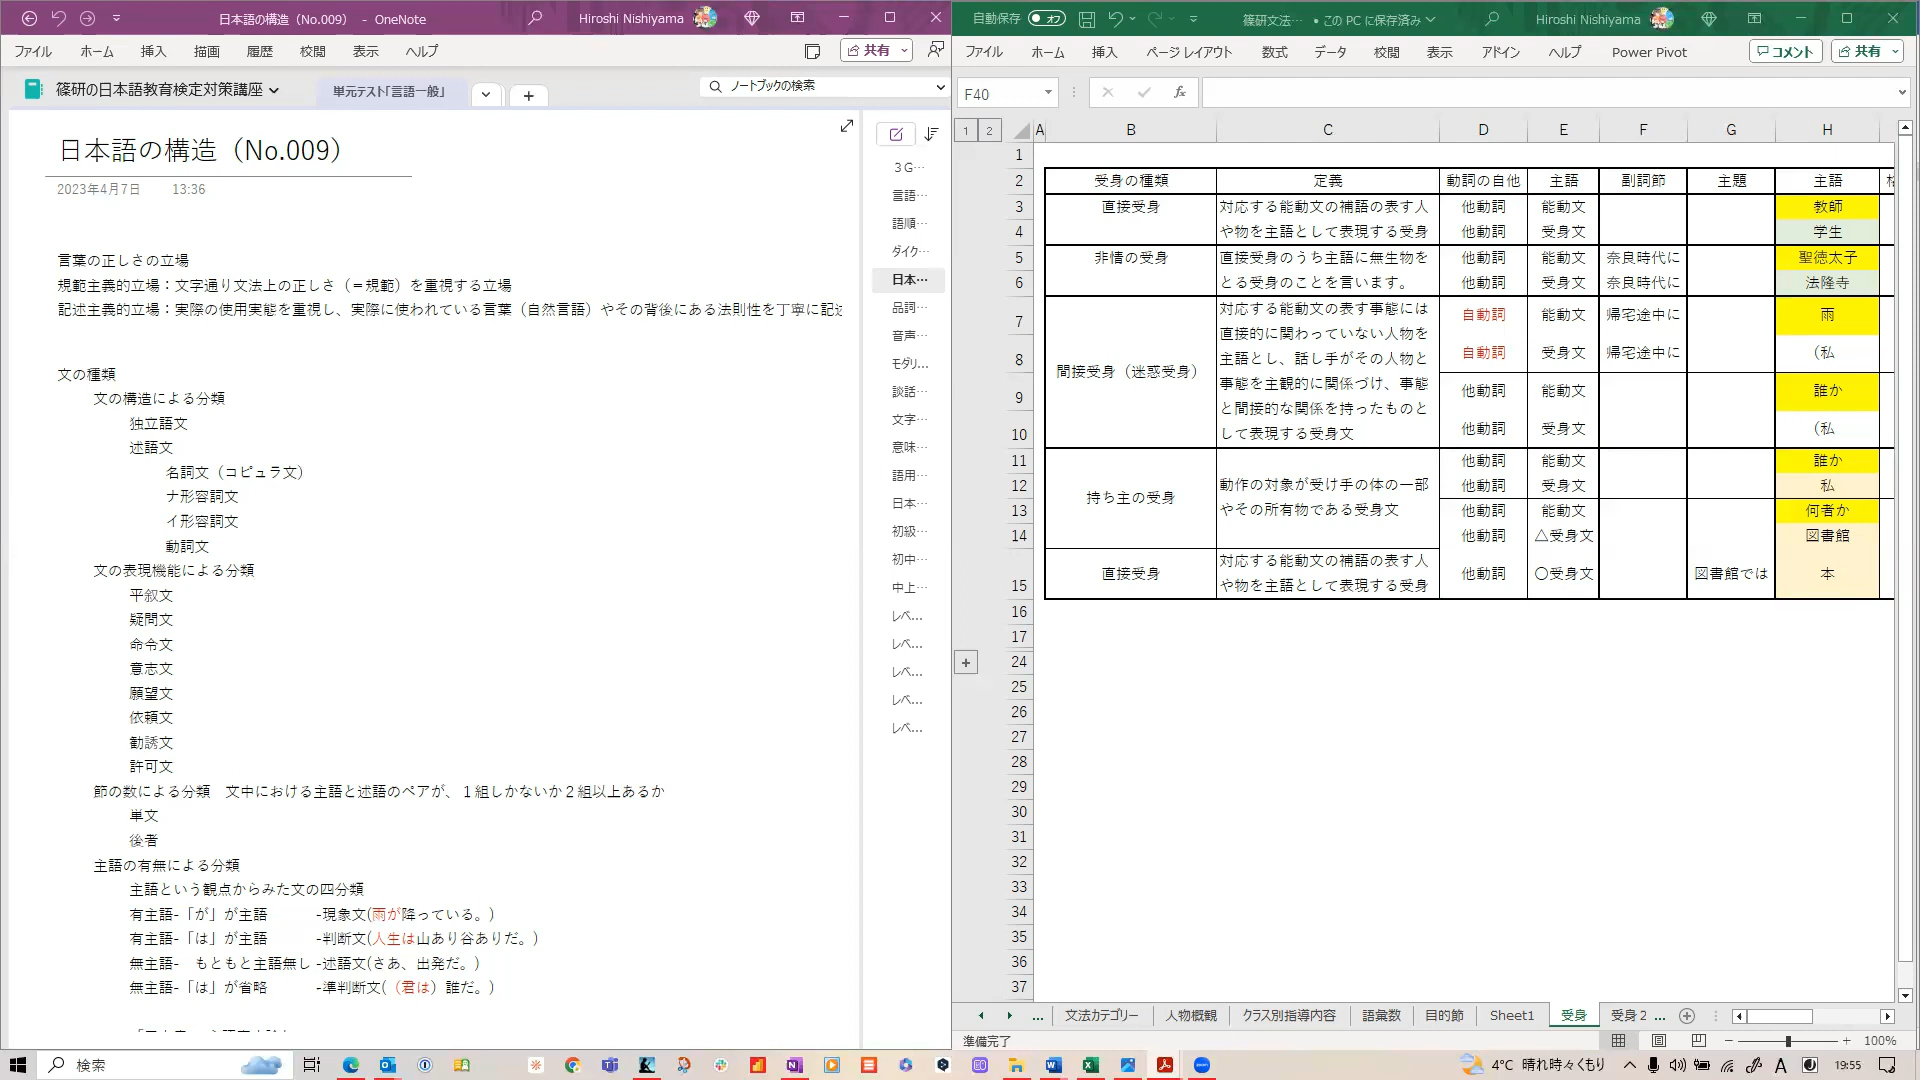 日本語の構造（No.009） - OneNote
Hiroshi Nishiyama
ファイル ホーム 挿入 描画 履歴 校閲 表示 ヘルプ
共有
篠研の日本語教育検定対策講座
単元テスト「言語一般」
ノートブックの検索
日本語の構造（No.009）
2023年4月7日 13:36
言葉の正しさの立場
規範主義的立場：文字通り文法上の正しさ（＝規範）を重視する立場
記述主義的立場：実際の使用実態を重視し、実際に使われている言葉（自然言語）やその背後にある法則性を丁寧に記述
文の種類
文の構造による分類
独立語文
述語文
名詞文（コピュラ文）
ナ形容詞文
イ形容詞文
動詞文
文の表現機能による分類
平叙文
疑問文
命令文
意志文
願望文
依頼文
勧誘文
許可文
節の数による分類　文中における主語と述語のペアが、１組しかないか２組以上あるか
単文
後者
主語の有無による分類
主語という観点からみた文の四分類
有主語-「が」が主語 -現象文(雨が降っている。)
有主語-「は」が主語 -判断文(人生は山あり谷ありだ。)
無主語-　もともと主語無し -述語文(さあ、出発だ。)
無主語-「は」が省略 -準判断文(（君は）誰だ。)
３G…
言語…
語順…
ダイク…
日本…
品詞…
音声…
モダリ...
談話…
文字…
意味…
語用…
日本…
初級…
初中…
中上…
レベ...
レベ...
レベ...
レベ...
レベ...
自動保存 オフ
篠研文法… • この PC に保存済み
Hiroshi Nishiyama
ファイル ホーム 挿入 ページ レイアウト 数式 データ 校閲 表示 アドイン ヘルプ Power Pivot
コメント 共有
F40
fx
1 2
A B C D E F G H
1
2 受身の種類 定義 動詞の自他 主語 副詞節 主題 主語
3 直接受身 対応する能動文の補語の表す人 他動詞 能動文 教師
4 や物を主語として表現する受身 他動詞 受身文 学生
5 非情の受身 直接受身のうち主語に無生物を 他動詞 能動文 奈良時代に 聖徳太子
6 とる受身のことを言います。 他動詞 受身文 奈良時代に 法隆寺
対応する能動文の表す事態には
7 直接的に関わっていない人物を 自動詞 能動文 帰宅途中に 雨
8 主語とし、話し手がその人物と 自動詞 受身文 帰宅途中に （私
間接受身（迷惑受身）
9 事態を主観的に関係づけ、事態 他動詞 能動文 誰か
と間接的な関係を持ったものと
10 して表現する受身文 他動詞 受身文 （私
11 他動詞 能動文 誰か
12 持ち主の受身 動作の対象が受け手の体の一部 他動詞 受身文 私
13 やその所有物である受身文 他動詞 能動文 何者か
14 他動詞 △受身文 図書館
対応する能動文の補語の表す人
15 直接受身 や物を主語として表現する受身 他動詞 〇受身文 図書館では 本
16
17
24
25
26
27
28
29
30
31
32
33
34
35
36
37
... 文法カテゴリー 人物概観 クラス別指導内容 語彙数 目的節 Sheet1 受身 受身 2 ...
準備完了
100%
検索
4°C 晴れ時々くもり
A
19:55